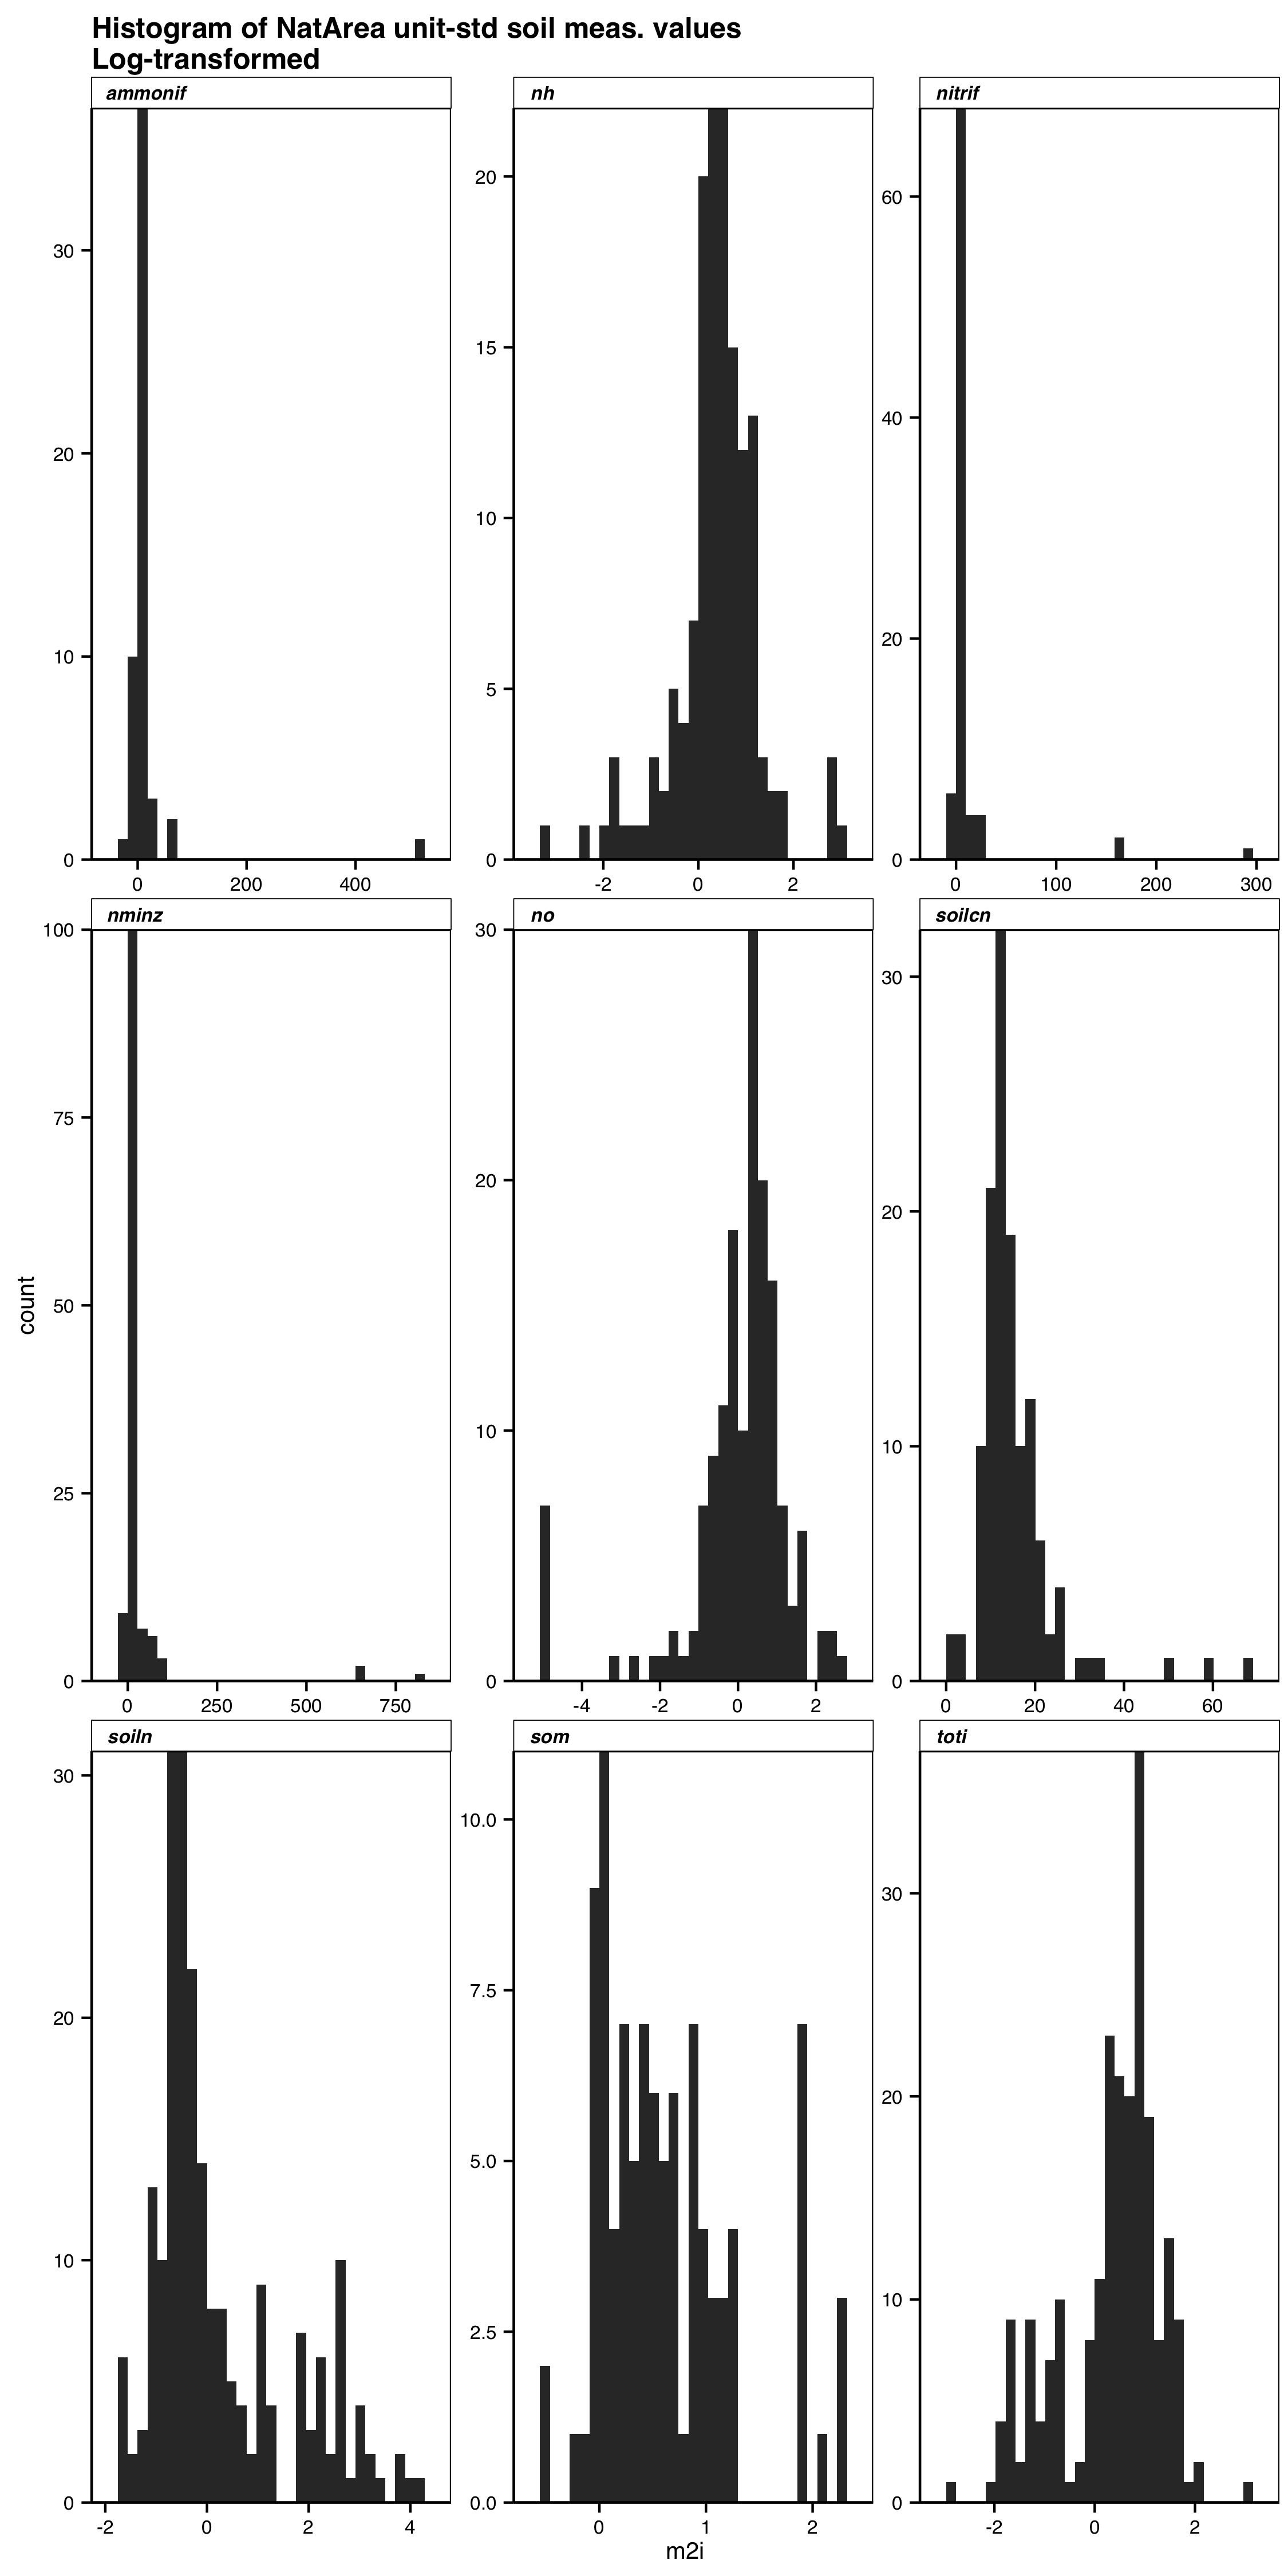 Histogram of NatArea unit-std soil meas. values
Log-transformed
ammonif
nh
nitrif
30
20
10
0
20
15
10
5
0
60
40
20
0
0 200 400
-2 0 2
0 100 200 300
nminz
no
soilcn
100
75
50
25
0
30
20
10
0
30
20
10
0
0 250 500 750
-4 -2 0 2
0 20 40 60
count
soiln
som
toti
30
20
10
0
10.0
7.5
5.0
2.5
0.0
30
20
10
0
-2 0 2 4
0 1 2
-2 0 2
m2i